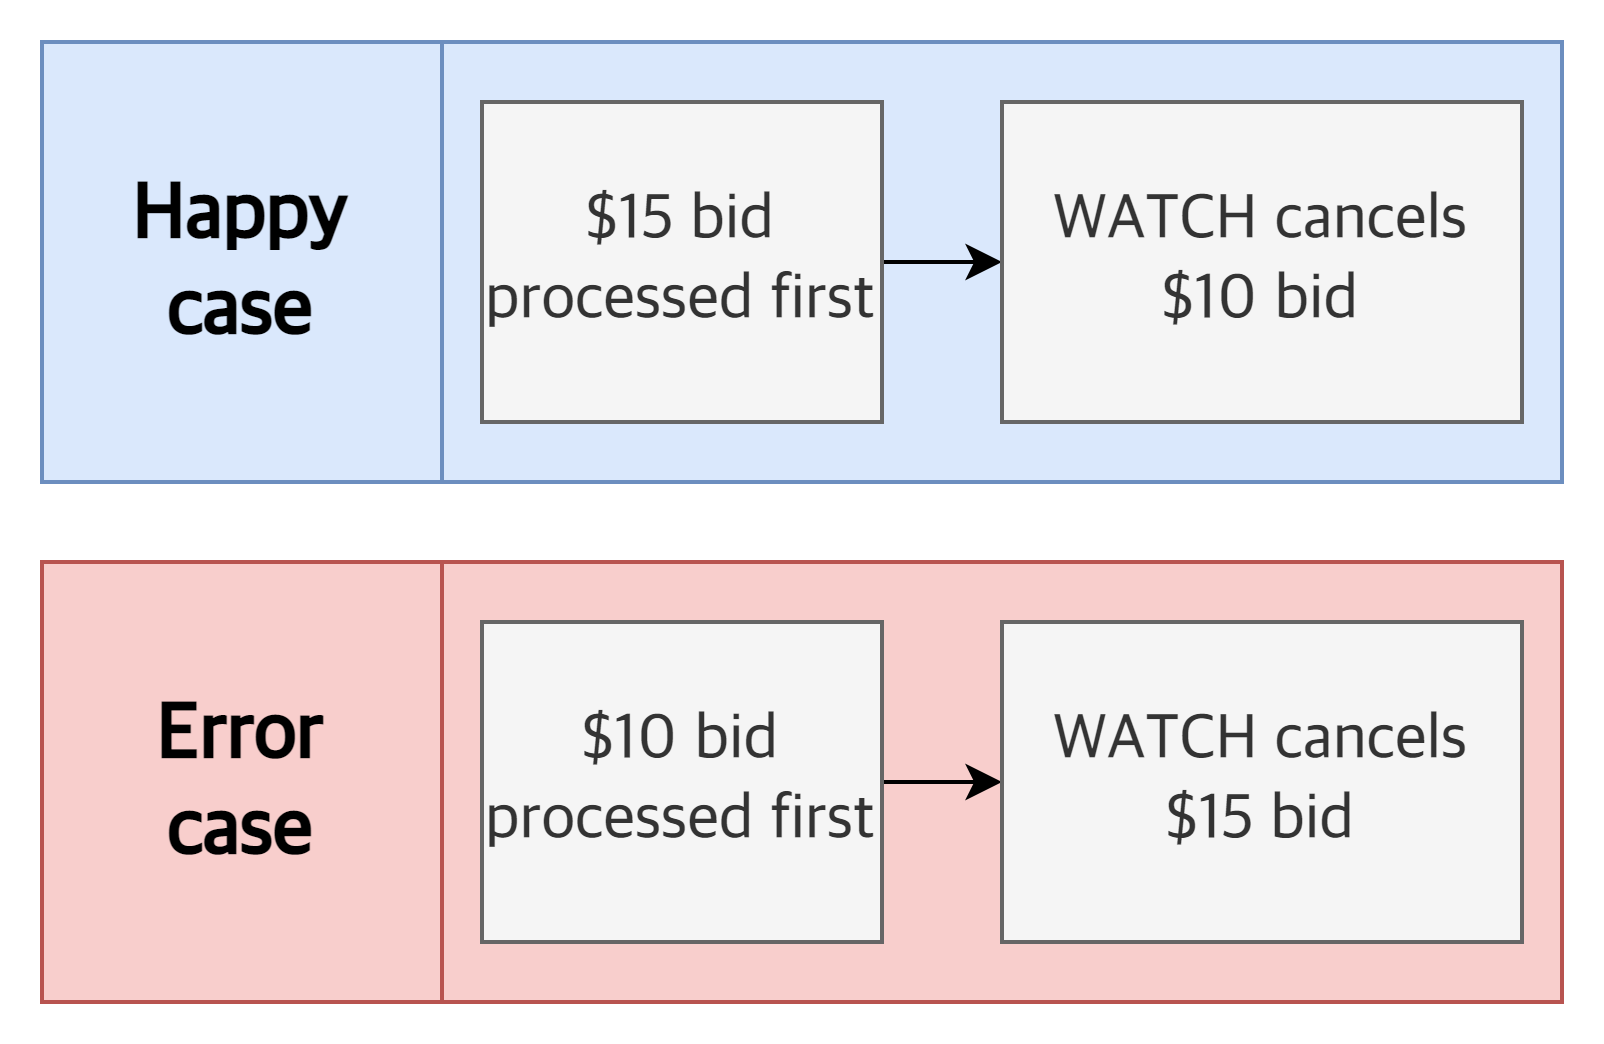 Happy
case
$15 bid
processed first
WATCH cancels
$10 bid
Error
case
$10 bid
processed first
WATCH cancels
$15 bid